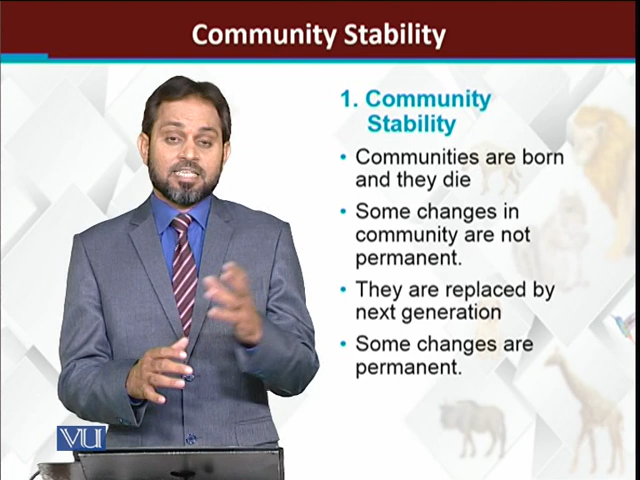 Community Stability
1. Community
Stability
• Communities are born
and they die
• Some changes in
community are not
permanent.
• They are replaced by
next generation
• Some changes are
permanent.
VU